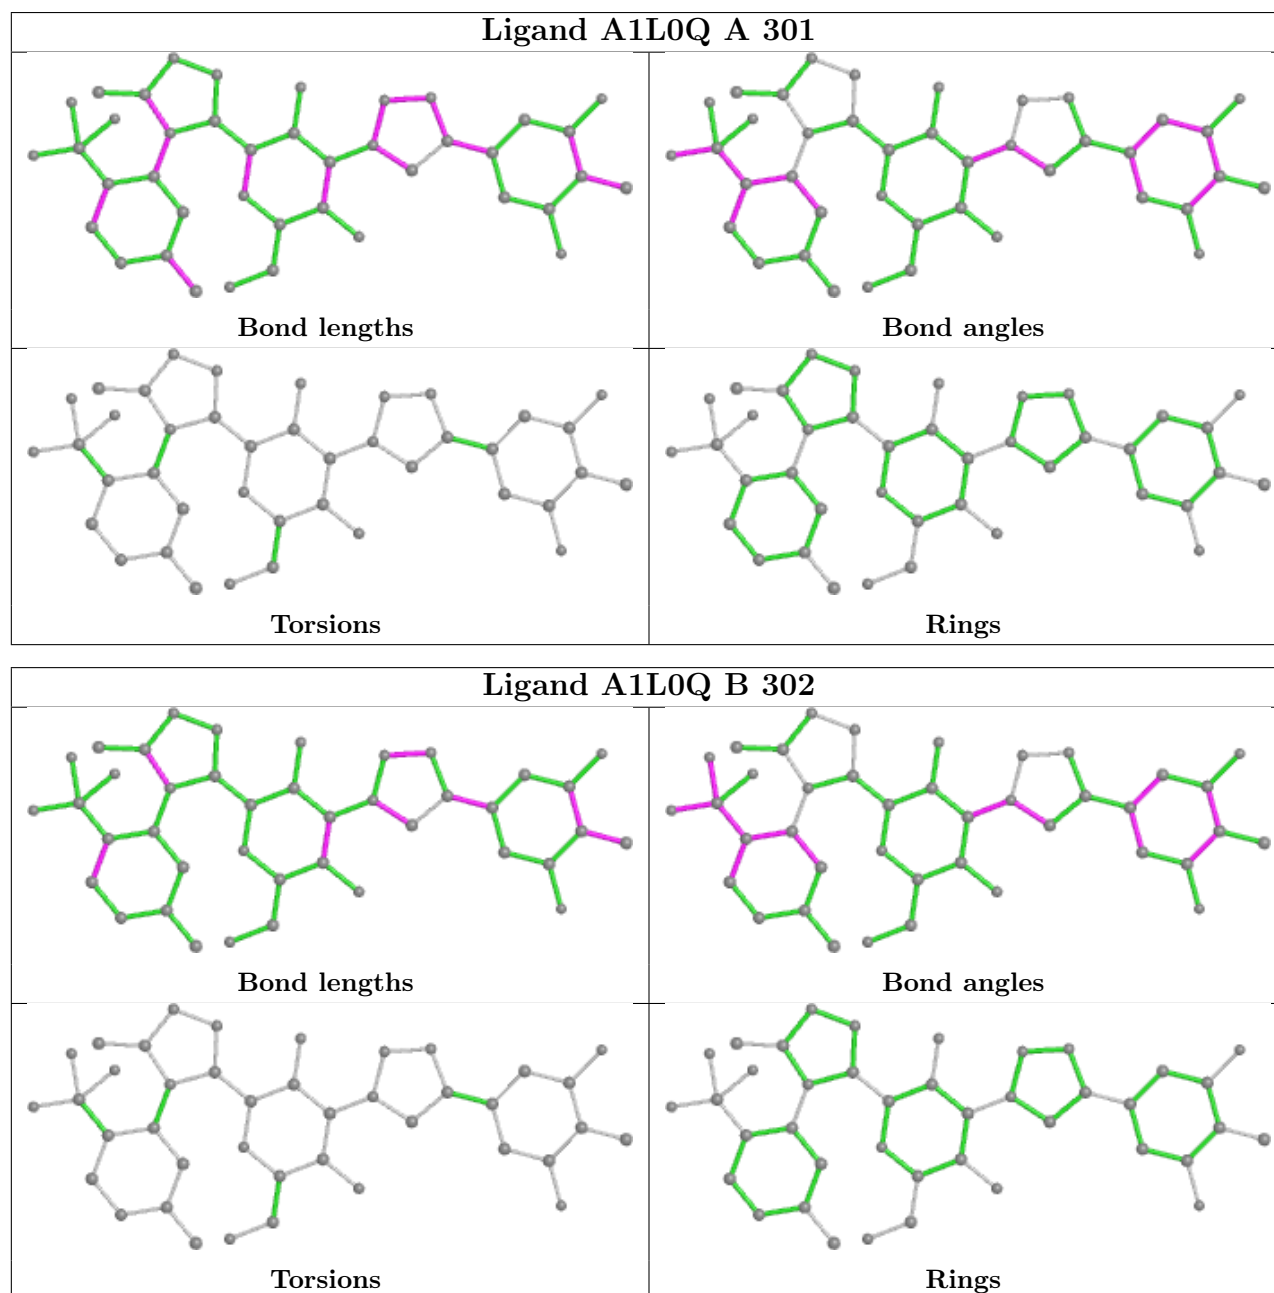 Ligand A1L0Q A 301
Bond lengths
Bond angles
Torsions
Rings
Ligand A1L0Q B 302
Bond lengths
Bond angles
Torsions
Rings